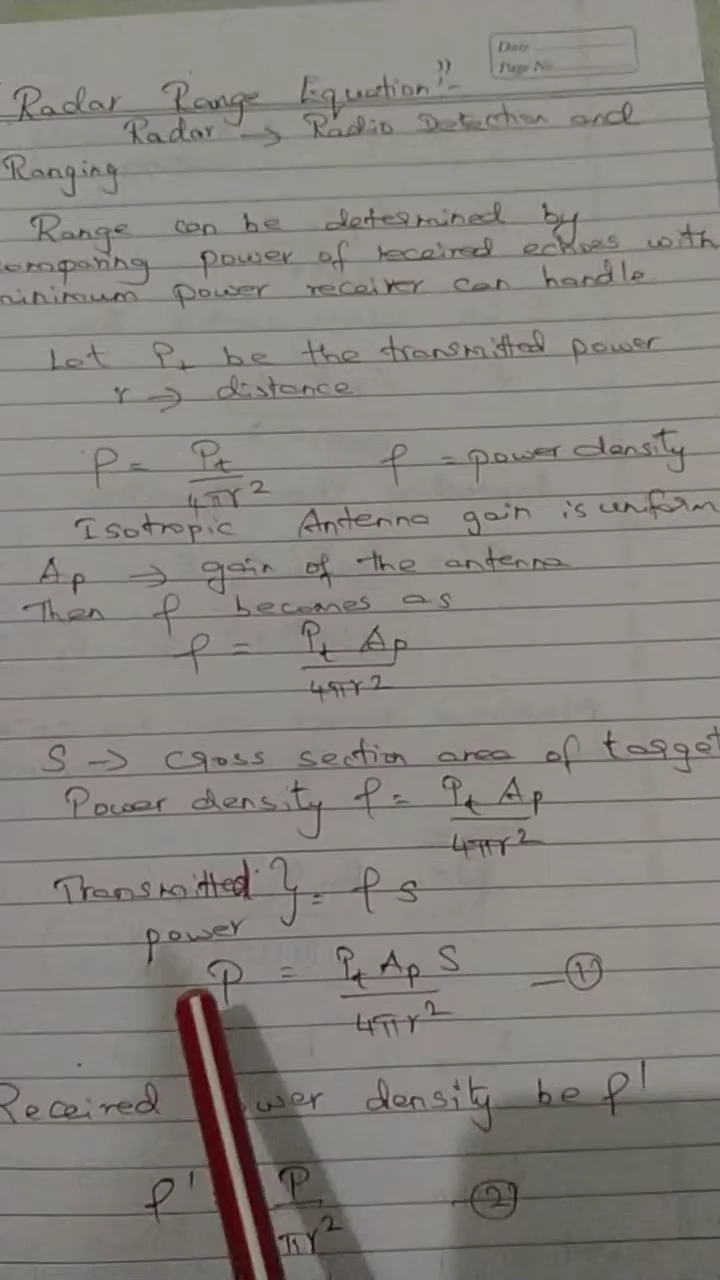 Date
Page No
Radar Range Equation"!-
Radar → Radio Detection and
Ranging
Range can be determined by
comparing power of received echoes with
minimum power receiver can handle
Let Pt be the transmitted power
r → distance
ρ = Pt / 4πr² ρ = power density
Isotropic Antenna gain is uniform
Ap → gain of the antenna
Then ρ becomes as
ρ = Pt Ap / 4πr²
S → cross section area of target
Power density ρ = Pt Ap / 4πr²
Transmitted power } = ρ s
P = Pt Ap S / 4πr² — ①
Received power density be ρ'
ρ' P / πr² — ②